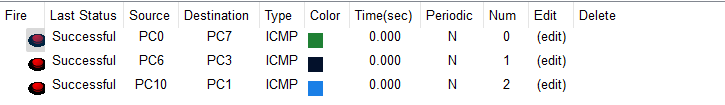 Fire Last Status Source Destination Type Color Time(sec) Periodic Num Edit Delete
Successful PC0 PC7 ICMP 0.000 N 0 (edit)
Successful PC6 PC3 ICMP 0.000 N 1 (edit)
Successful PC10 PC1 ICMP 0.000 N 2 (edit)